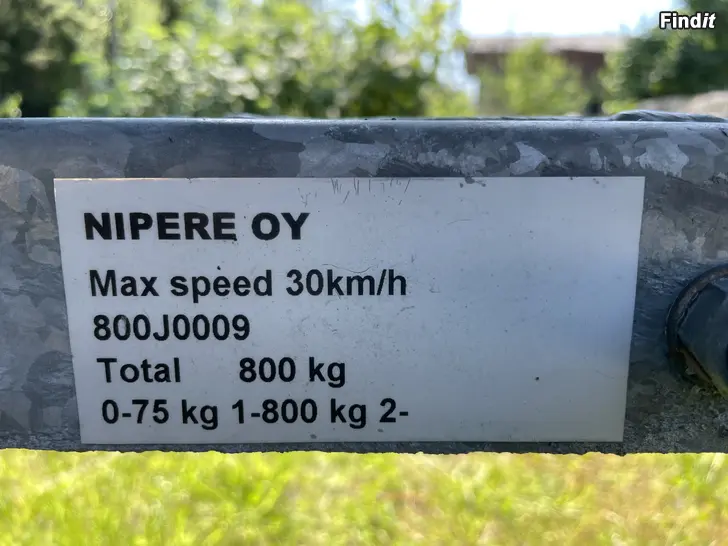 Findit
NIPERE OY
Max speed 30km/h
800J0009
Total 800 kg
0-75 kg 1-800 kg 2-